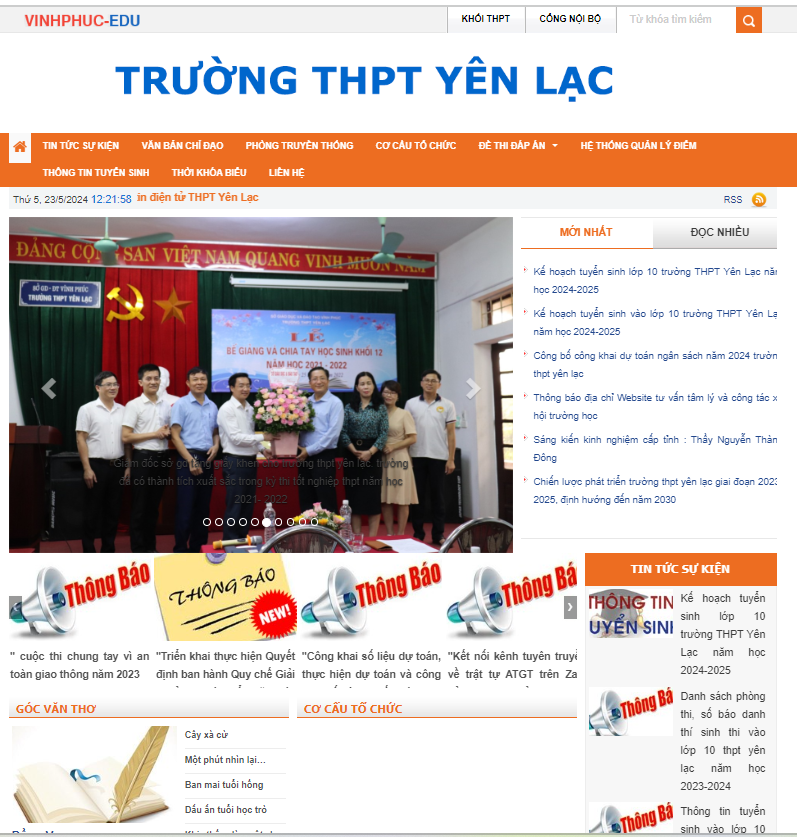 VINHPHUC-EDU
KHỐI THPT
CỔNG NỘI BỘ
Từ khóa tìm kiếm
TRƯỜNG THPT YÊN LẠC
TIN TỨC SỰ KIỆN
VĂN BẢN CHỈ ĐẠO
PHÒNG TRUYỀN THỐNG
CƠ CẤU TỔ CHỨC
ĐỀ THI ĐÁP ÁN
HỆ THỐNG QUẢN LÝ ĐIỂM
THÔNG TIN TUYỂN SINH
THỜI KHÓA BIỂU
LIÊN HỆ
Thứ 5, 23/5/2024 12:21:58
in điện tử THPT Yên Lạc
RSS
ĐẢNG CỘNG SẢN VIỆT NAM QUANG VINH MUÔN NĂM
SỞ GD-ĐT VĨNH PHÚC
TRƯỜNG THPT YÊN LẠC
LỄ
BẾ GIẢNG VÀ CHIA TAY HỌC SINH KHỐI 12
NĂM HỌC 2021 - 2022
Giám đốc sở gd tặng giấy khen cho trường thpt yên lạc. trường
đã có thành tích xuất sắc trong kỳ thi tốt nghiệp thpt năm học
2021- 2022
MỚI NHẤT
ĐỌC NHIỀU
Kế hoạch tuyển sinh lớp 10 trường THPT Yên Lạc năm
học 2024-2025
Kế hoạch tuyển sinh vào lớp 10 trường THPT Yên Lạ
năm học 2024-2025
Công bố công khai dự toán ngân sách năm 2024 trườn
thpt yên lạc
Thông báo địa chỉ Website tư vấn tâm lý và công tác x
hội trường học
Sáng kiến kinh nghiệm cấp tỉnh : Thầy Nguyễn Thàn
Đông
Chiến lược phát triển trường thpt yên lạc giai đoạn 2023
2025, định hướng đến năm 2030
Thông Báo
THÔNG BÁO
NEW!
Thông Báo
Thông Bá
" cuộc thi chung tay vì an
toàn giao thông năm 2023
"Triển khai thực hiện Quyết
định ban hành Quy chế Giải
"Công khai số liệu dự toán,
thực hiện dự toán và công
"Kết nối kênh tuyên truyề
về trật tự ATGT trên Za
TIN TỨC SỰ KIỆN
THÔNG TIN
UYỂN SINH
Kế hoạch tuyển
sinh lớp 10
trường THPT Yên
Lạc năm học
2024-2025
Thông Bá
Danh sách phòng
thi, số báo danh
thí sinh thi vào
lớp 10 thpt yên
lạc năm học
2023-2024
Thông Bá
Thông tin tuyển
sinh vào lớp 10
GÓC VĂN THƠ
Cây xà cừ
Một phút nhìn lại...
Ban mai tuổi hồng
Dấu ấn tuổi học trò
CƠ CẤU TỔ CHỨC